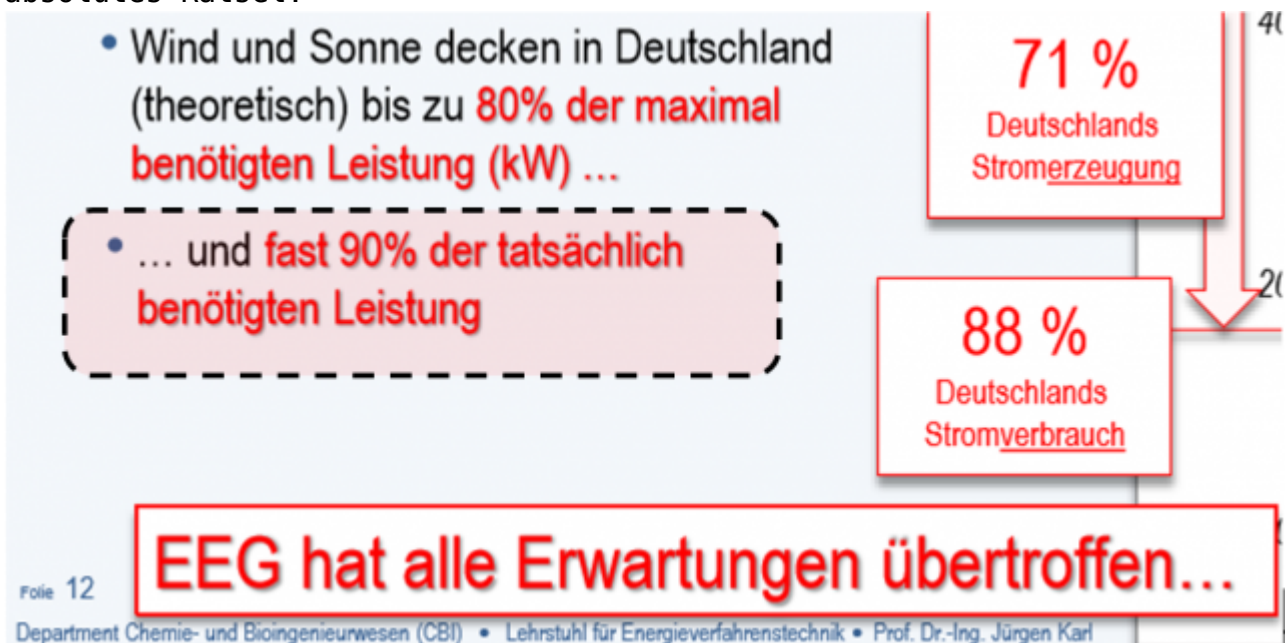 absolutes Rätsel.
• Wind und Sonne decken in Deutschland
(theoretisch) bis zu 80% der maximal
benötigten Leistung (kW) ...
• ... und fast 90% der tatsächlich
benötigten Leistung
71 %
Deutschlands
Stromerzeugung
88 %
Deutschlands
Stromverbrauch
EEG hat alle Erwartungen übertroffen...
Folie 12
Department Chemie- und Bioingenieurwesen (CBI) • Lehrstuhl für Energieverfahrenstechnik • Prof. Dr.-Ing. Jürgen Karl